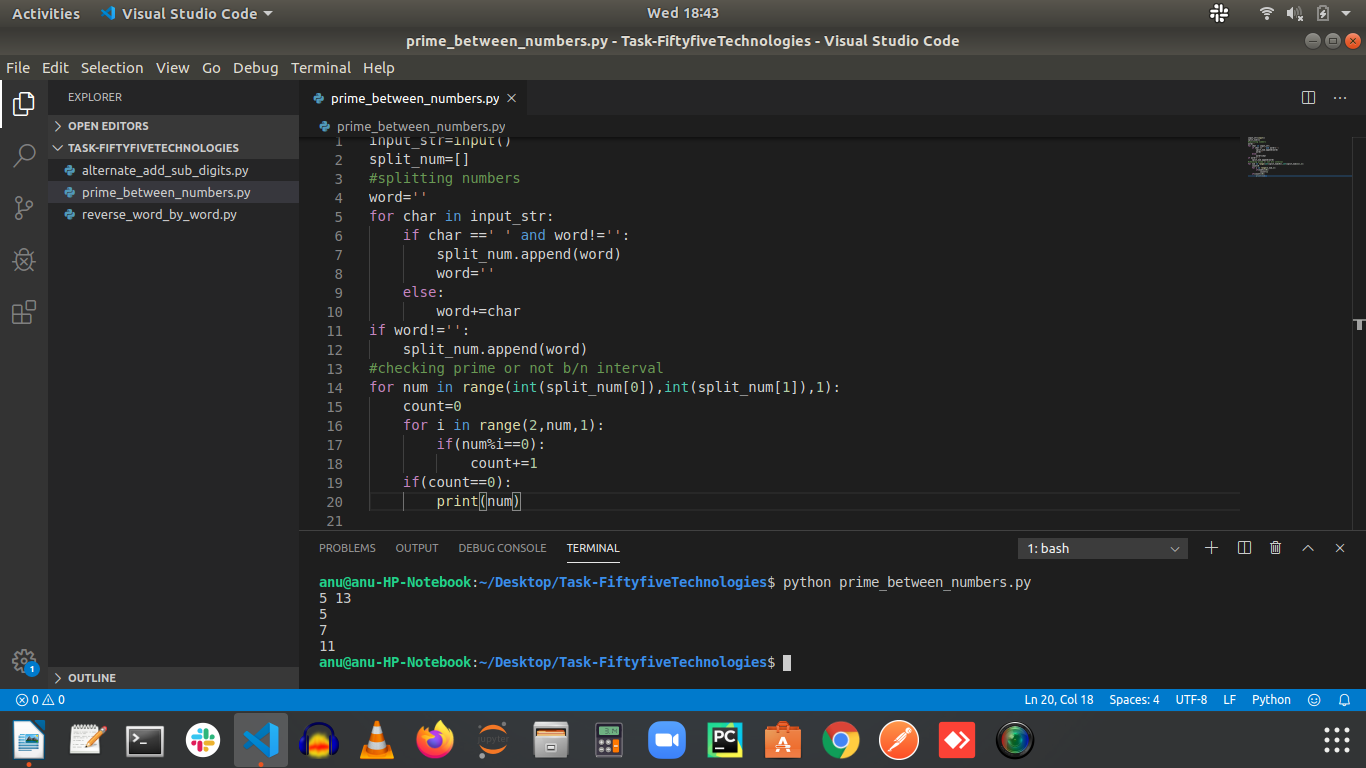 Activities Visual Studio Code Wed 18:43
prime_between_numbers.py - Task-FiftyfiveTechnologies - Visual Studio Code
File Edit Selection View Go Debug Terminal Help
EXPLORER
OPEN EDITORS
TASK-FIFTYFIVETECHNOLOGIES
alternate_add_sub_digits.py
prime_between_numbers.py
reverse_word_by_word.py
OUTLINE
1
prime_between_numbers.py
prime_between_numbers.py
1 input_str=input()
2 split_num=[]
3 #splitting numbers
4 word=''
5 for char in input_str:
6 if char ==' ' and word!='':
7 split_num.append(word)
8 word=''
9 else:
10 word+=char
11 if word!='':
12 split_num.append(word)
13 #checking prime or not b/n interval
14 for num in range(int(split_num[0]),int(split_num[1]),1):
15 count=0
16 for i in range(2,num,1):
17 if(num%i==0):
18 count+=1
19 if(count==0):
20 print(num)
21
PROBLEMS OUTPUT DEBUG CONSOLE TERMINAL 1: bash
anu@anu-HP-Notebook:~/Desktop/Task-FiftyfiveTechnologies$ python prime_between_numbers.py
5 13
5
7
11
anu@anu-HP-Notebook:~/Desktop/Task-FiftyfiveTechnologies$
0 0 Ln 20, Col 18 Spaces: 4 UTF-8 LF Python
PC